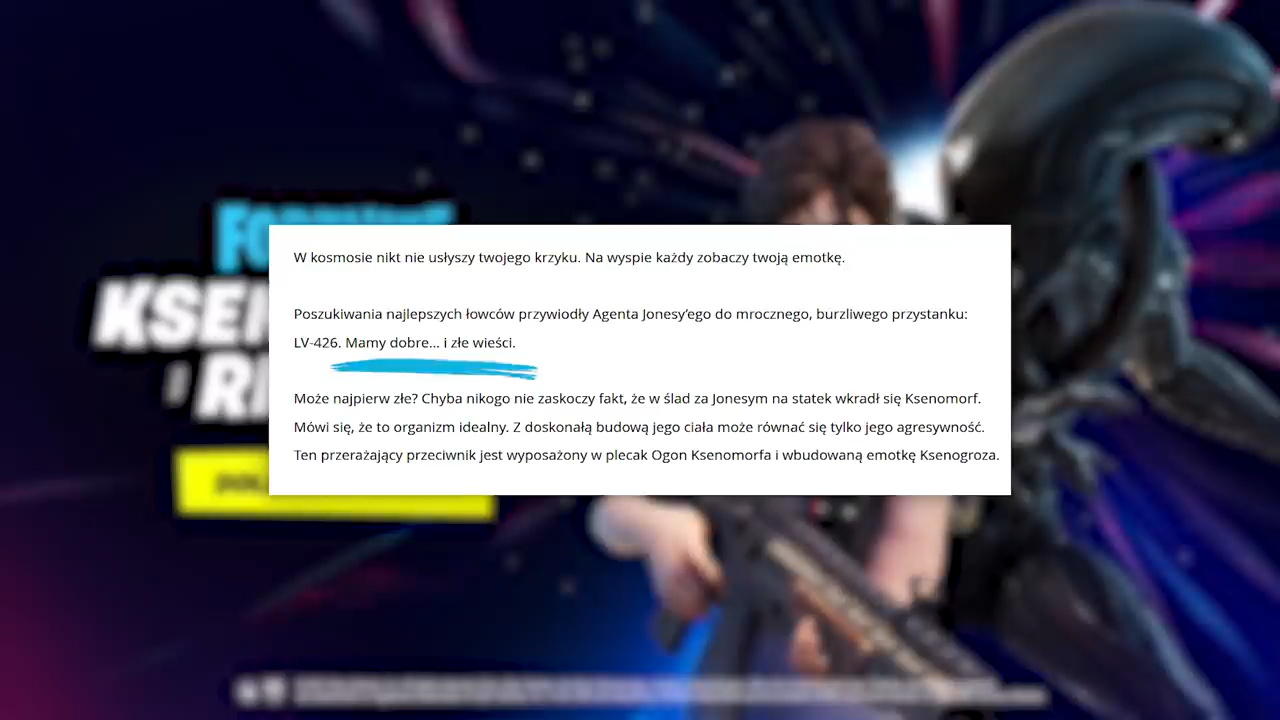 FORTNITE
KSEN
I RI
W kosmosie nikt nie usłyszy twojego krzyku. Na wyspie każdy zobaczy twoją emotkę.
Poszukiwania najlepszych łowców przywiodły Agenta Jonesy'ego do mrocznego, burzliwego przystanku:
LV-426. Mamy dobre... i złe wieści.
Może najpierw złe? Chyba nikogo nie zaskoczy fakt, że w ślad za Jonesym na statek wkradł się Ksenomorf.
Mówi się, że to organizm idealny. Z doskonałą budową jego ciała może równać się tylko jego agresywność.
Ten przerażający przeciwnik jest wyposażony w plecak Ogon Ksenomorfa i wbudowaną emotkę Ksenogroza.